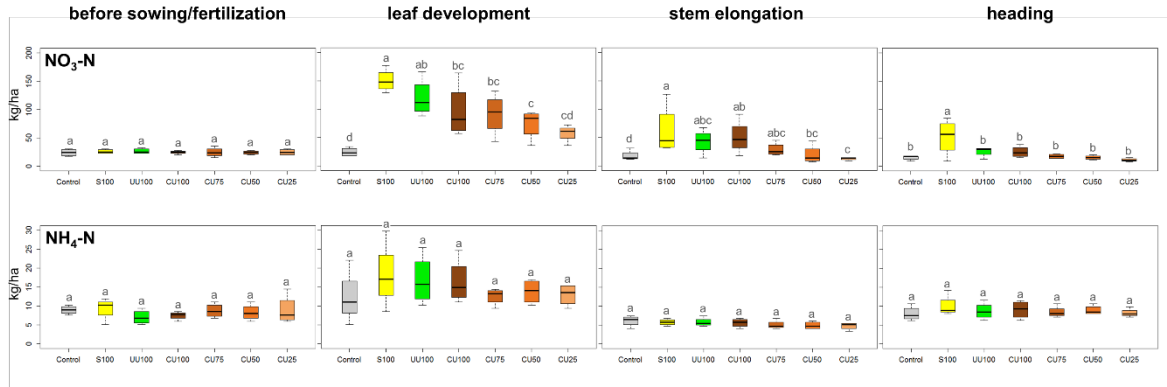 before sowing/fertilization leaf development stem elongation heading
NO₃-N
kg/ha
200
150
100
50
0
a a a a a a a
d a ab bc bc c cd
d a abc ab abc bc c
b a b b b b b
Control S100 UU100 CU100 CU75 CU50 CU25
Control S100 UU100 CU100 CU75 CU50 CU25
Control S100 UU100 CU100 CU75 CU50 CU25
Control S100 UU100 CU100 CU75 CU50 CU25
NH₄-N
kg/ha
30
25
20
15
10
5
0
a a a a a a a
a a a a a a a
a a a a a a a
a a a a a a a
Control S100 UU100 CU100 CU75 CU50 CU25
Control S100 UU100 CU100 CU75 CU50 CU25
Control S100 UU100 CU100 CU75 CU50 CU25
Control S100 UU100 CU100 CU75 CU50 CU25